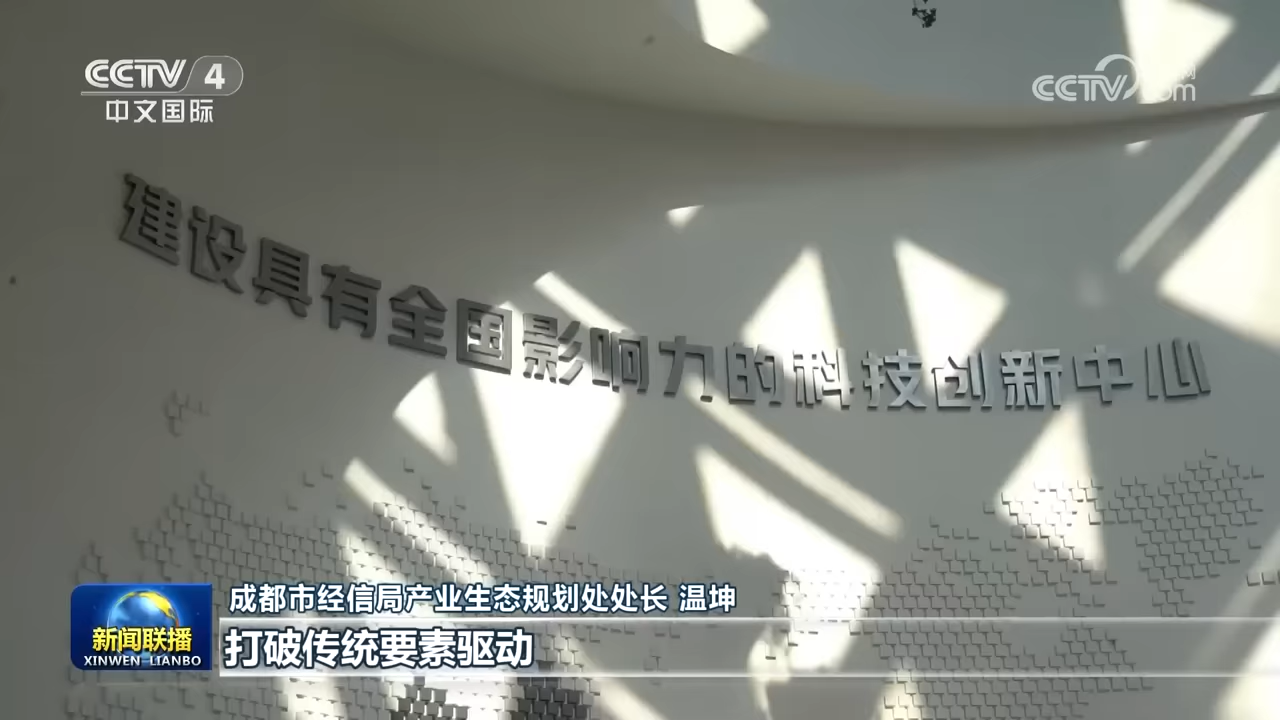 CCTV 4
中文国际
CCTV
com
建设具有全国影响力的科技创新中心
成都市经信局产业生态规划处处长 温坤
新闻联播
XINWEN LIANBO
打破传统要素驱动